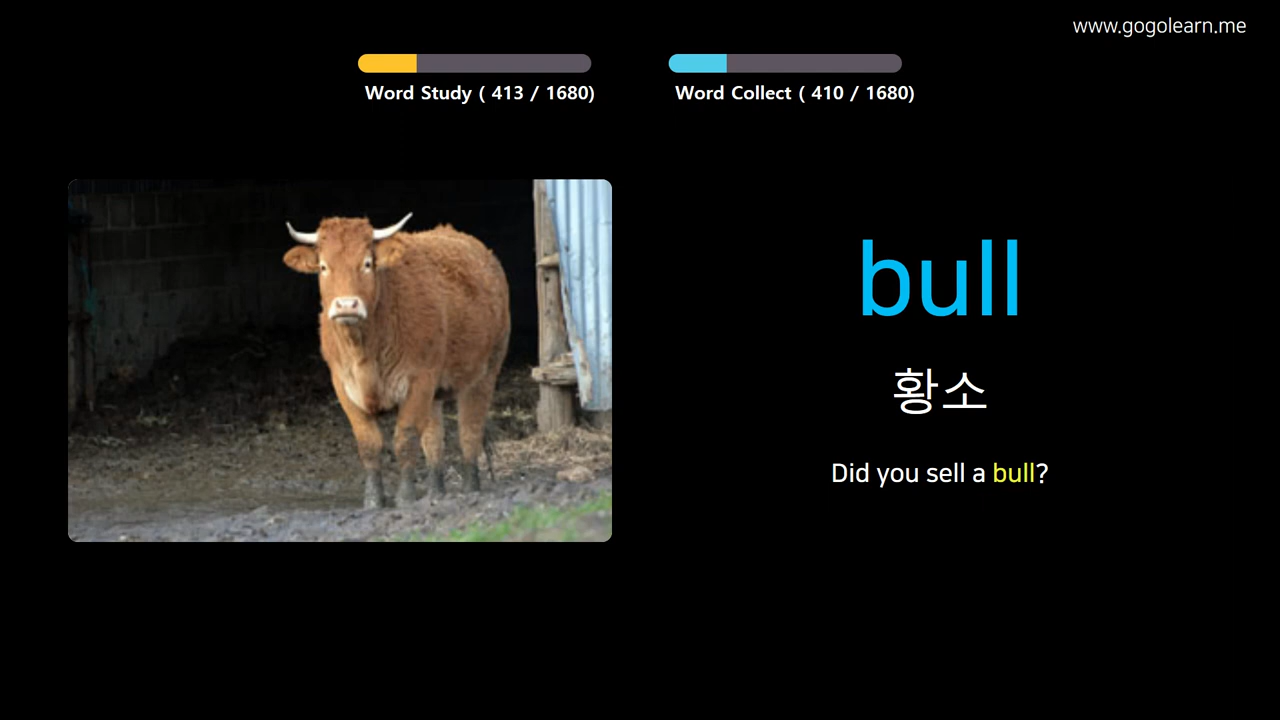 www.gogolearn.me
Word Study ( 413 / 1680)
Word Collect ( 410 / 1680)
bull
황소
Did you sell a bull?